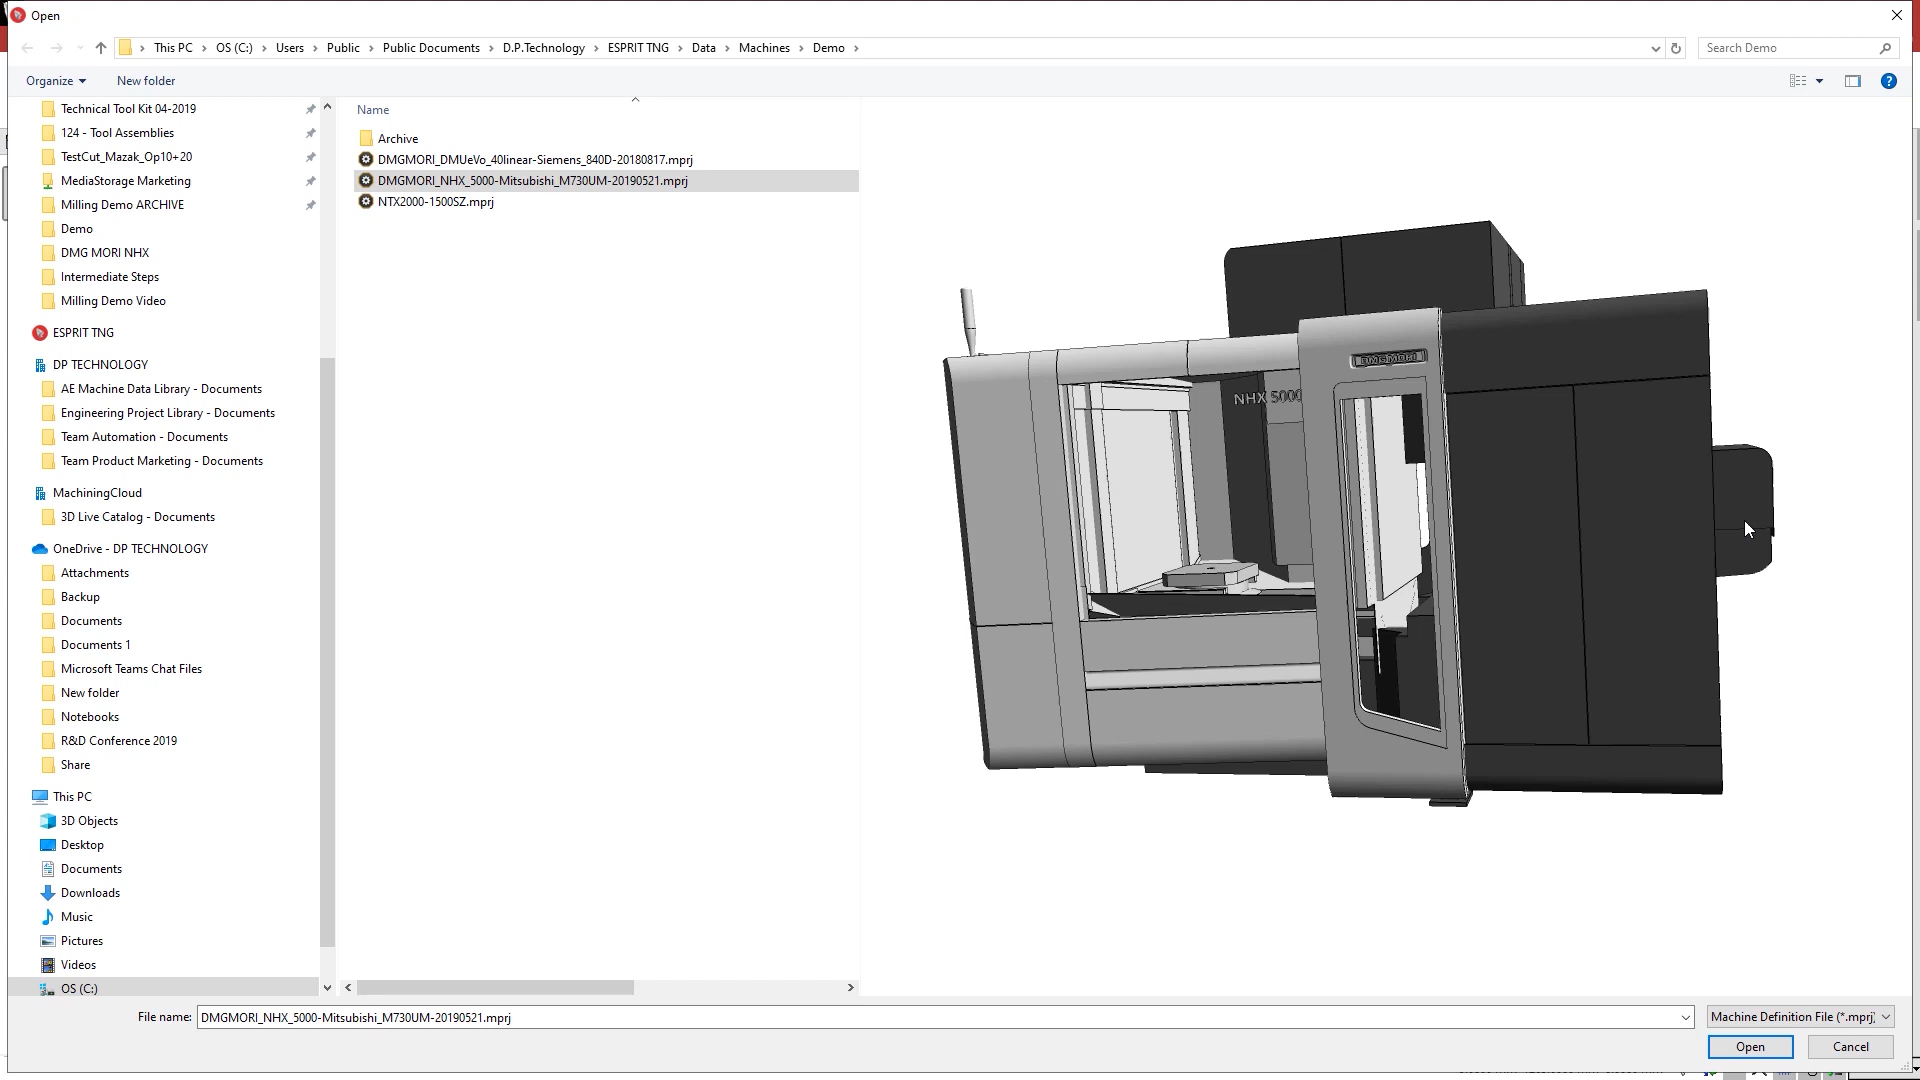 Open
This PC
OS (C:)
Users
Public
Public Documents
D.P.Technology
ESPRIT TNG
Data
Machines
Demo
Search Demo
Organize
New folder
Technical Tool Kit 04-2019
124 - Tool Assemblies
TestCut_Mazak_Op10+20
MediaStorage Marketing
Milling Demo ARCHIVE
Demo
DMG MORI NHX
Intermediate Steps
Milling Demo Video
ESPRIT TNG
DP TECHNOLOGY
AE Machine Data Library - Documents
Engineering Project Library - Documents
Team Automation - Documents
Team Product Marketing - Documents
MachiningCloud
3D Live Catalog - Documents
OneDrive - DP TECHNOLOGY
Attachments
Backup
Documents
Documents 1
Microsoft Teams Chat Files
New folder
Notebooks
R&D Conference 2019
Share
This PC
3D Objects
Desktop
Documents
Downloads
Music
Pictures
Videos
OS (C:)
Name
Archive
DMGMORI_DMUeVo_40linear-Siemens_840D-20180817.mprj
DMGMORI_NHX_5000-Mitsubishi_M730UM-20190521.mprj
NTX2000-1500SZ.mprj
DMG MORI
NHX 5000
File name:
DMGMORI_NHX_5000-Mitsubishi_M730UM-20190521.mprj
Machine Definition File (*.mprj)
Open
Cancel